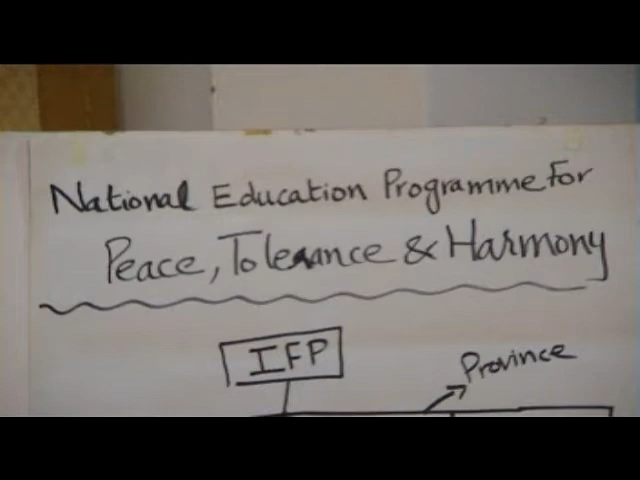 National Education Programme For
Peace, Tolerance & Harmony
IFP
Province